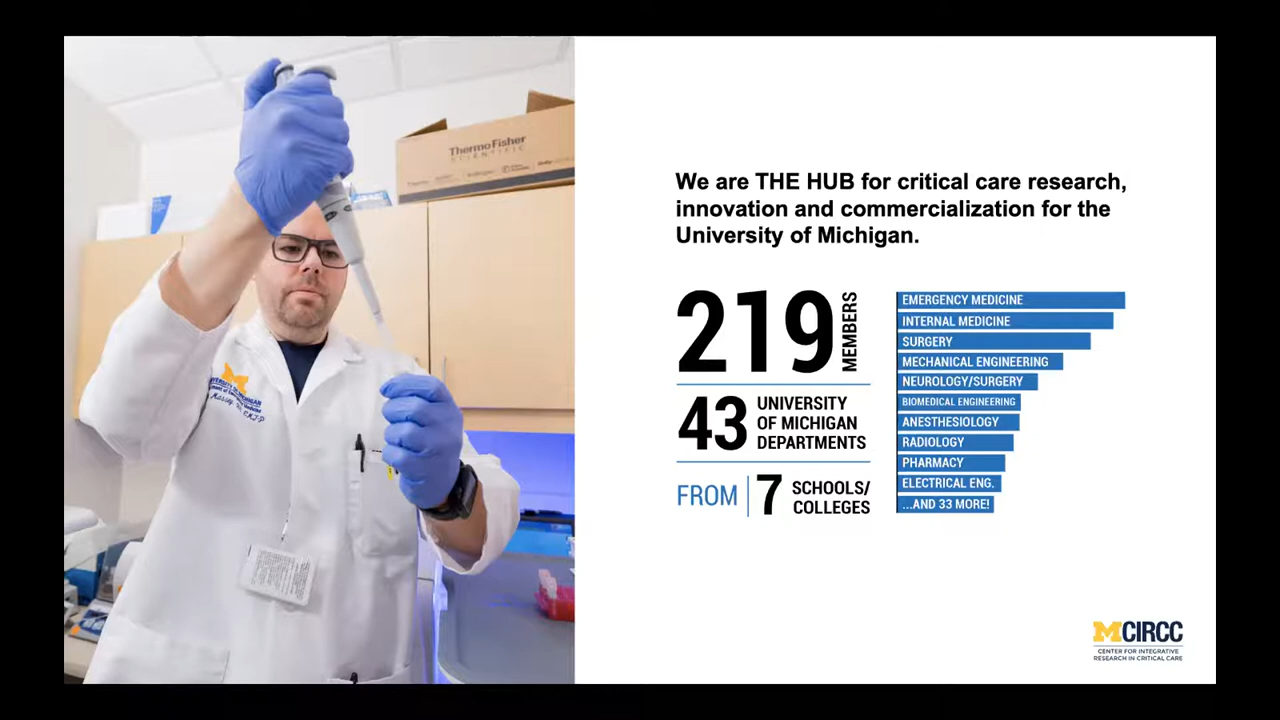 ThermoFisher
SCIENTIFIC
We are THE HUB for critical care research,
innovation and commercialization for the
University of Michigan.
219
MEMBERS
43
UNIVERSITY
OF MICHIGAN
DEPARTMENTS
FROM
7
SCHOOLS/
COLLEGES
EMERGENCY MEDICINE
INTERNAL MEDICINE
SURGERY
MECHANICAL ENGINEERING
NEUROLOGY/SURGERY
BIOMEDICAL ENGINEERING
ANESTHESIOLOGY
RADIOLOGY
PHARMACY
ELECTRICAL ENG.
...AND 33 MORE!
MCIRCC
CENTER FOR INTEGRATIVE
RESEARCH IN CRITICAL CARE